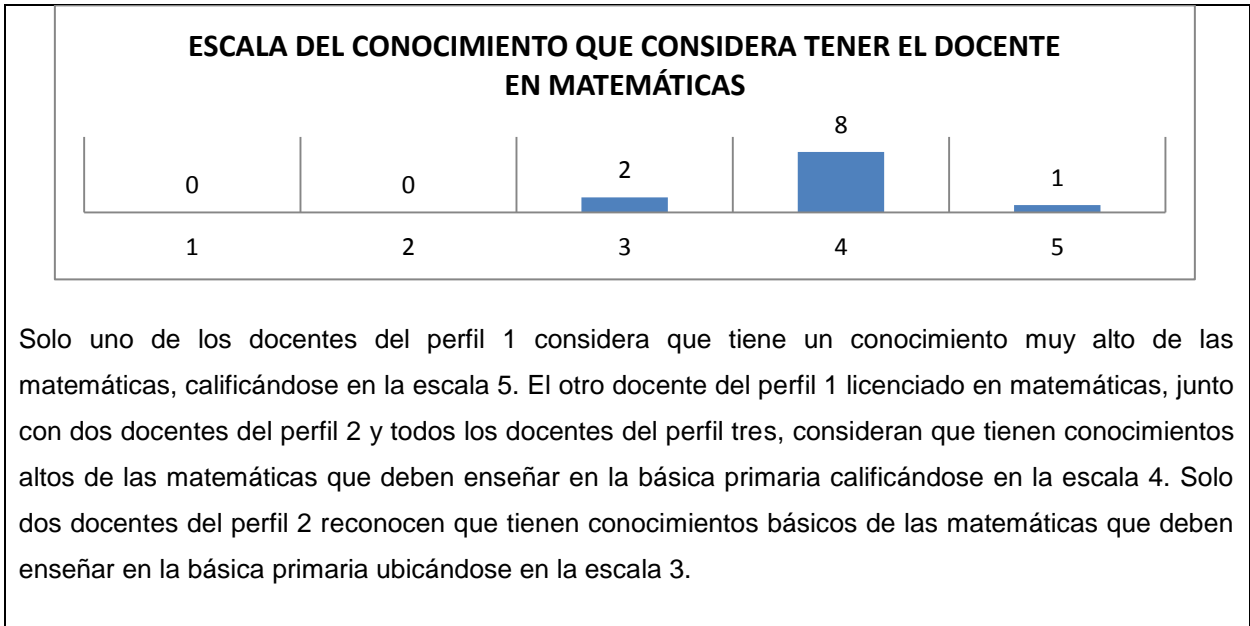 ESCALA DEL CONOCIMIENTO QUE CONSIDERA TENER EL DOCENTE
EN MATEMÁTICAS
0 0 2 8 1
1 2 3 4 5
Solo uno de los docentes del perfil 1 considera que tiene un conocimiento muy alto de las
matemáticas, calificándose en la escala 5. El otro docente del perfil 1 licenciado en matemáticas, junto
con dos docentes del perfil 2 y todos los docentes del perfil tres, consideran que tienen conocimientos
altos de las matemáticas que deben enseñar en la básica primaria calificándose en la escala 4. Solo
dos docentes del perfil 2 reconocen que tienen conocimientos básicos de las matemáticas que deben
enseñar en la básica primaria ubicándose en la escala 3.